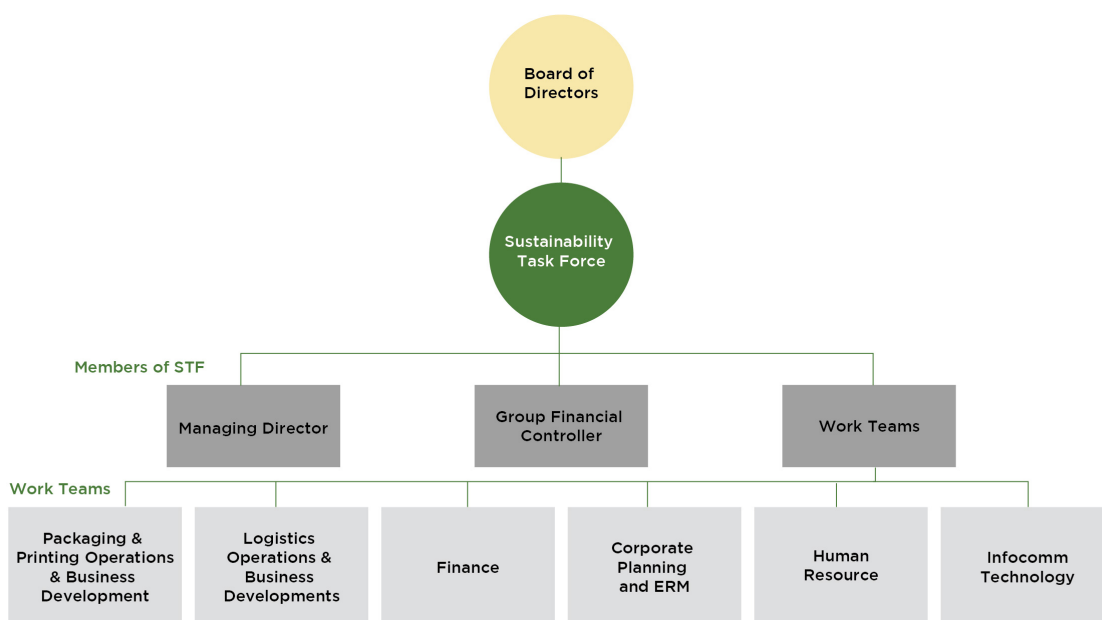 Board of
Directors
Sustainability
Task Force
Members of STF
Managing Director
Group Financial
Controller
Work Teams
Work Teams
Packaging &
Printing Operations
& Business
Development
Logistics
Operations &
Business
Developments
Finance
Corporate
Planning
and ERM
Human
Resource
Infocomm
Technology